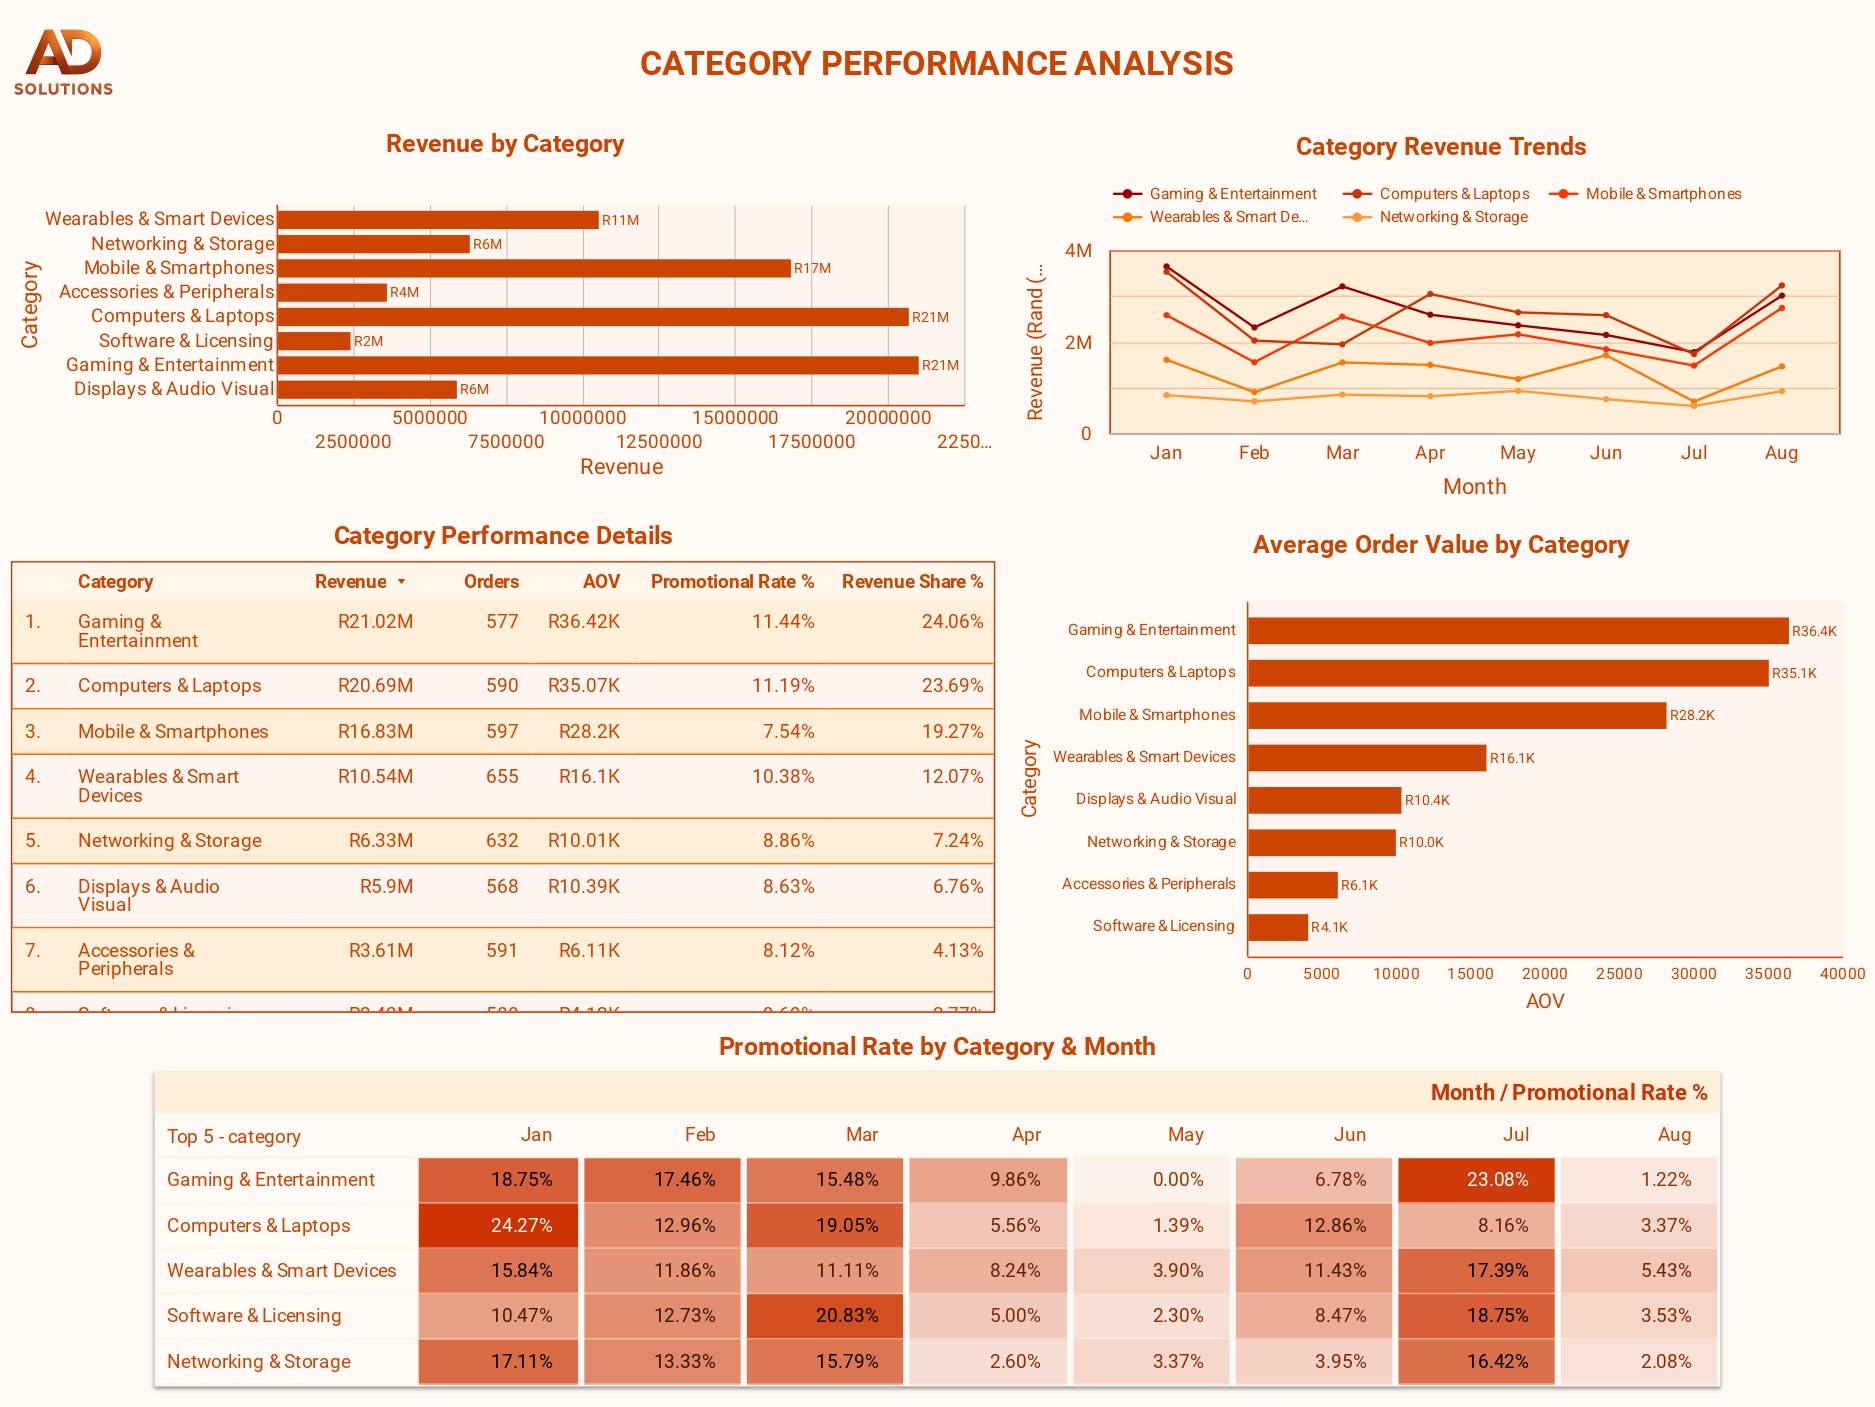 AD
SOLUTIONS
CATEGORY PERFORMANCE ANALYSIS
Revenue by Category
Category
Wearables & Smart Devices R11M
Networking & Storage R6M
Mobile & Smartphones R17M
Accessories & Peripherals R4M
Computers & Laptops R21M
Software & Licensing R2M
Gaming & Entertainment R21M
Displays & Audio Visual R6M
0 5000000 10000000 15000000 20000000
2500000 7500000 12500000 17500000 2250...
Revenue
Category Revenue Trends
Gaming & Entertainment Computers & Laptops Mobile & Smartphones
Wearables & Smart De... Networking & Storage
Revenue (Rand (...
4M
2M
0
Jan Feb Mar Apr May Jun Jul Aug
Month
Category Performance Details
Category Revenue Orders AOV Promotional Rate % Revenue Share %
1. Gaming & R21.02M 577 R36.42K 11.44% 24.06%
Entertainment
2. Computers & Laptops R20.69M 590 R35.07K 11.19% 23.69%
3. Mobile & Smartphones R16.83M 597 R28.2K 7.54% 19.27%
4. Wearables & Smart R10.54M 655 R16.1K 10.38% 12.07%
Devices
5. Networking & Storage R6.33M 632 R10.01K 8.86% 7.24%
6. Displays & Audio R5.9M 568 R10.39K 8.63% 6.76%
Visual
7. Accessories & R3.61M 591 R6.11K 8.12% 4.13%
Peripherals
Average Order Value by Category
Category
Gaming & Entertainment R36.4K
Computers & Laptops R35.1K
Mobile & Smartphones R28.2K
Wearables & Smart Devices R16.1K
Displays & Audio Visual R10.4K
Networking & Storage R10.0K
Accessories & Peripherals R6.1K
Software & Licensing R4.1K
0 5000 10000 15000 20000 25000 30000 35000 40000
AOV
Promotional Rate by Category & Month
Month / Promotional Rate %
Top 5 - category Jan Feb Mar Apr May Jun Jul Aug
Gaming & Entertainment 18.75% 17.46% 15.48% 9.86% 0.00% 6.78% 23.08% 1.22%
Computers & Laptops 24.27% 12.96% 19.05% 5.56% 1.39% 12.86% 8.16% 3.37%
Wearables & Smart Devices 15.84% 11.86% 11.11% 8.24% 3.90% 11.43% 17.39% 5.43%
Software & Licensing 10.47% 12.73% 20.83% 5.00% 2.30% 8.47% 18.75% 3.53%
Networking & Storage 17.11% 13.33% 15.79% 2.60% 3.37% 3.95% 16.42% 2.08%